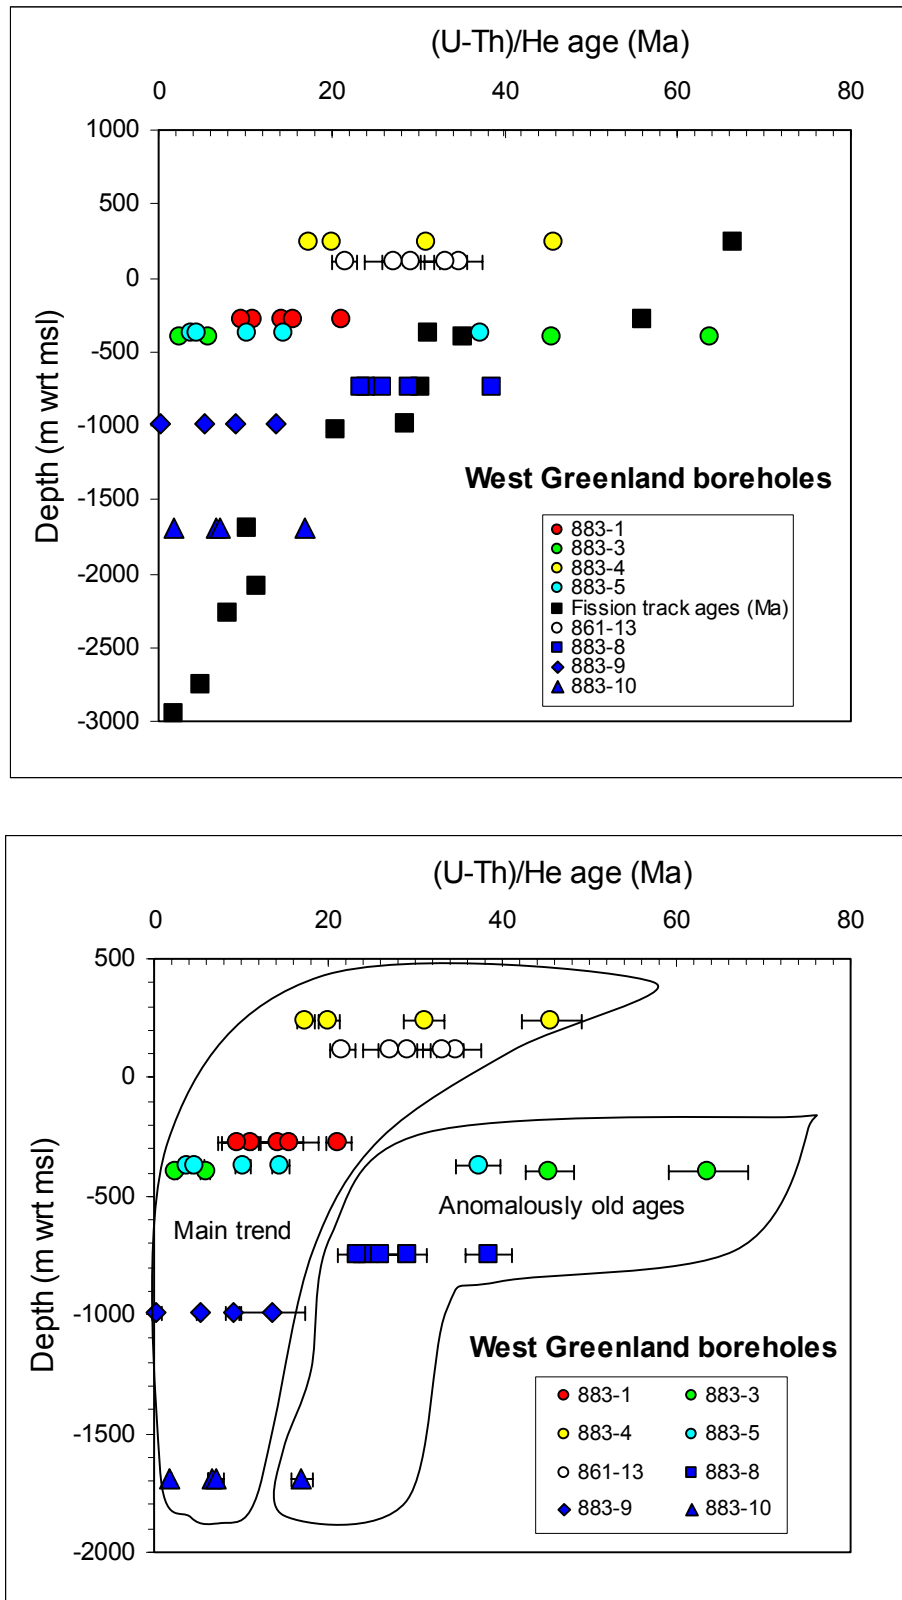 (U-Th)/He age (Ma)
0 20 40 60 80
1000
500
0
-500
-1000
-1500
-2000
-2500
-3000
Depth (m wrt msl)
West Greenland boreholes
883-1
883-3
883-4
883-5
Fission track ages (Ma)
861-13
883-8
883-9
883-10
(U-Th)/He age (Ma)
0 20 40 60 80
500
0
-500
-1000
-1500
-2000
Depth (m wrt msl)
Anomalously old ages
Main trend
West Greenland boreholes
883-1 883-3
883-4 883-5
861-13 883-8
883-9 883-10